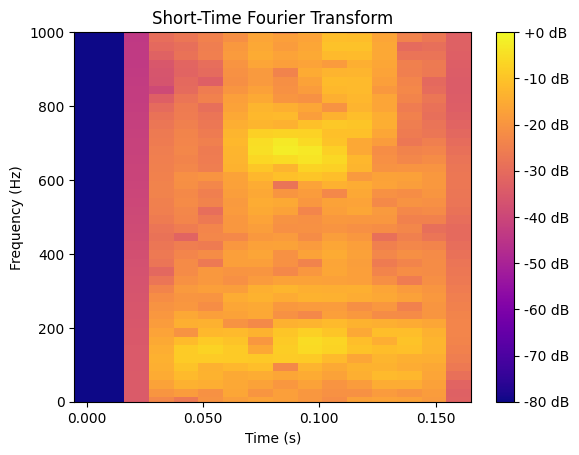 Short-Time Fourier Transform
1000
800
600
400
200
0
Frequency (Hz)
0.000 0.050 0.100 0.150
Time (s)
+0 dB
-10 dB
-20 dB
-30 dB
-40 dB
-50 dB
-60 dB
-70 dB
-80 dB